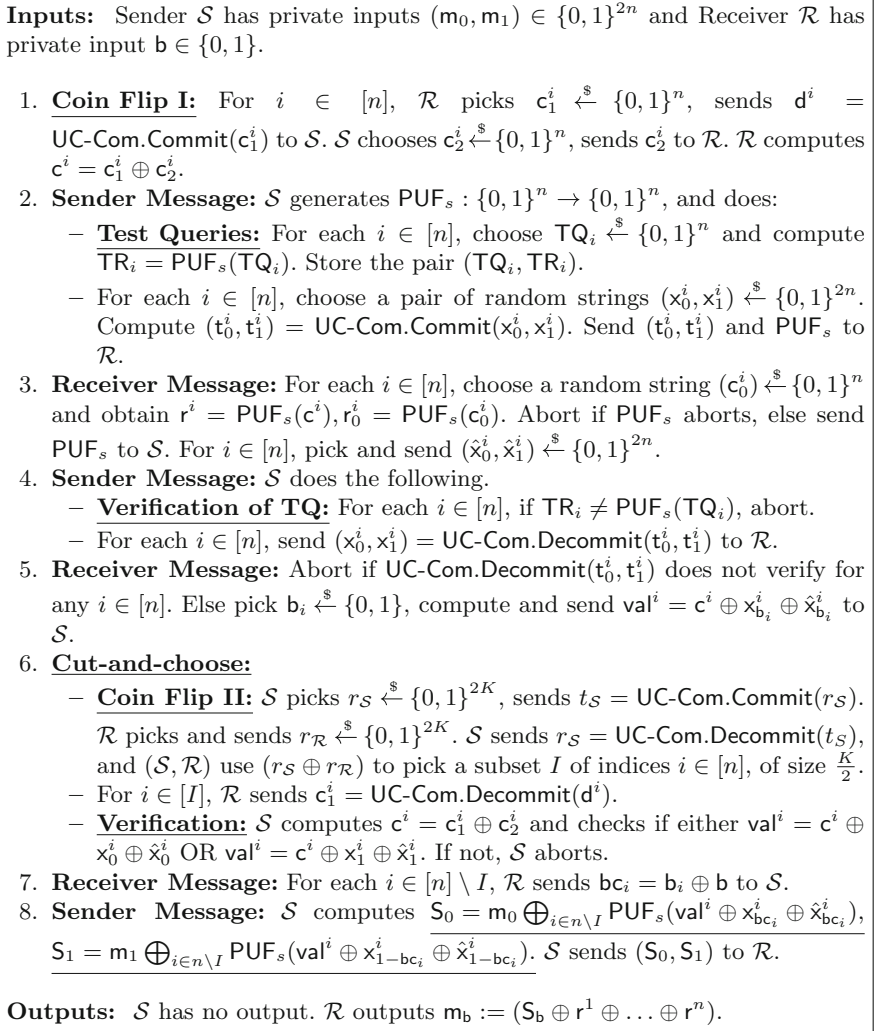 Inputs: Sender 𝒮 has private inputs (m₀, m₁) ∈ {0, 1}²ⁿ and Receiver ℛ has
private input b ∈ {0, 1}.
1. Coin Flip I: For i ∈ [n], ℛ picks c₁ⁱ ←$ {0, 1}ⁿ, sends dⁱ =
UC-Com.Commit(c₁ⁱ) to 𝒮. 𝒮 chooses c₂ⁱ ←$ {0, 1}ⁿ, sends c₂ⁱ to ℛ. ℛ computes
cⁱ = c₁ⁱ ⊕ c₂ⁱ.
2. Sender Message: 𝒮 generates PUFₛ : {0, 1}ⁿ → {0, 1}ⁿ, and does:
– Test Queries: For each i ∈ [n], choose TQᵢ ←$ {0, 1}ⁿ and compute
TRᵢ = PUFₛ(TQᵢ). Store the pair (TQᵢ, TRᵢ).
– For each i ∈ [n], choose a pair of random strings (x₀ⁱ, x₁ⁱ) ←$ {0, 1}²ⁿ.
Compute (t₀ⁱ, t₁ⁱ) = UC-Com.Commit(x₀ⁱ, x₁ⁱ). Send (t₀ⁱ, t₁ⁱ) and PUFₛ to
ℛ.
3. Receiver Message: For each i ∈ [n], choose a random string (c₀ⁱ) ←$ {0, 1}ⁿ
and obtain rⁱ = PUFₛ(cⁱ), r₀ⁱ = PUFₛ(c₀ⁱ). Abort if PUFₛ aborts, else send
PUFₛ to 𝒮. For i ∈ [n], pick and send (x̂₀ⁱ, x̂₁ⁱ) ←$ {0, 1}²ⁿ.
4. Sender Message: 𝒮 does the following.
– Verification of TQ: For each i ∈ [n], if TRᵢ ≠ PUFₛ(TQᵢ), abort.
– For each i ∈ [n], send (x₀ⁱ, x₁ⁱ) = UC-Com.Decommit(t₀ⁱ, t₁ⁱ) to ℛ.
5. Receiver Message: Abort if UC-Com.Decommit(t₀ⁱ, t₁ⁱ) does not verify for
any i ∈ [n]. Else pick bᵢ ←$ {0, 1}, compute and send valⁱ = cⁱ ⊕ x_{bᵢ}ⁱ ⊕ x̂_{bᵢ}ⁱ to
𝒮.
6. Cut-and-choose:
– Coin Flip II: 𝒮 picks r_𝒮 ←$ {0, 1}²ᴷ, sends t_𝒮 = UC-Com.Commit(r_𝒮).
ℛ picks and sends r_ℛ ←$ {0, 1}²ᴷ. 𝒮 sends r_𝒮 = UC-Com.Decommit(t_S),
and (𝒮, ℛ) use (r_𝒮 ⊕ r_ℛ) to pick a subset I of indices i ∈ [n], of size K/2.
– For i ∈ [I], ℛ sends c₁ⁱ = UC-Com.Decommit(dⁱ).
– Verification: 𝒮 computes cⁱ = c₁ⁱ ⊕ c₂ⁱ and checks if either valⁱ = cⁱ ⊕
x₀ⁱ ⊕ x̂₀ⁱ OR valⁱ = cⁱ ⊕ x₁ⁱ ⊕ x̂₁ⁱ. If not, 𝒮 aborts.
7. Receiver Message: For each i ∈ [n] \ I, ℛ sends bcᵢ = bᵢ ⊕ b to 𝒮.
8. Sender Message: 𝒮 computes S₀ = m₀ ⨁_{i∈n\I} PUFₛ(valⁱ ⊕ x_{bcᵢ}ⁱ ⊕ x̂_{bcᵢ}ⁱ),
S₁ = m₁ ⨁_{i∈n\I} PUFₛ(valⁱ ⊕ x_{1−bcᵢ}ⁱ ⊕ x̂_{1−bcᵢ}ⁱ). 𝒮 sends (S₀, S₁) to ℛ.
Outputs: 𝒮 has no output. ℛ outputs m_b := (S_b ⊕ r¹ ⊕ . . . ⊕ rⁿ).